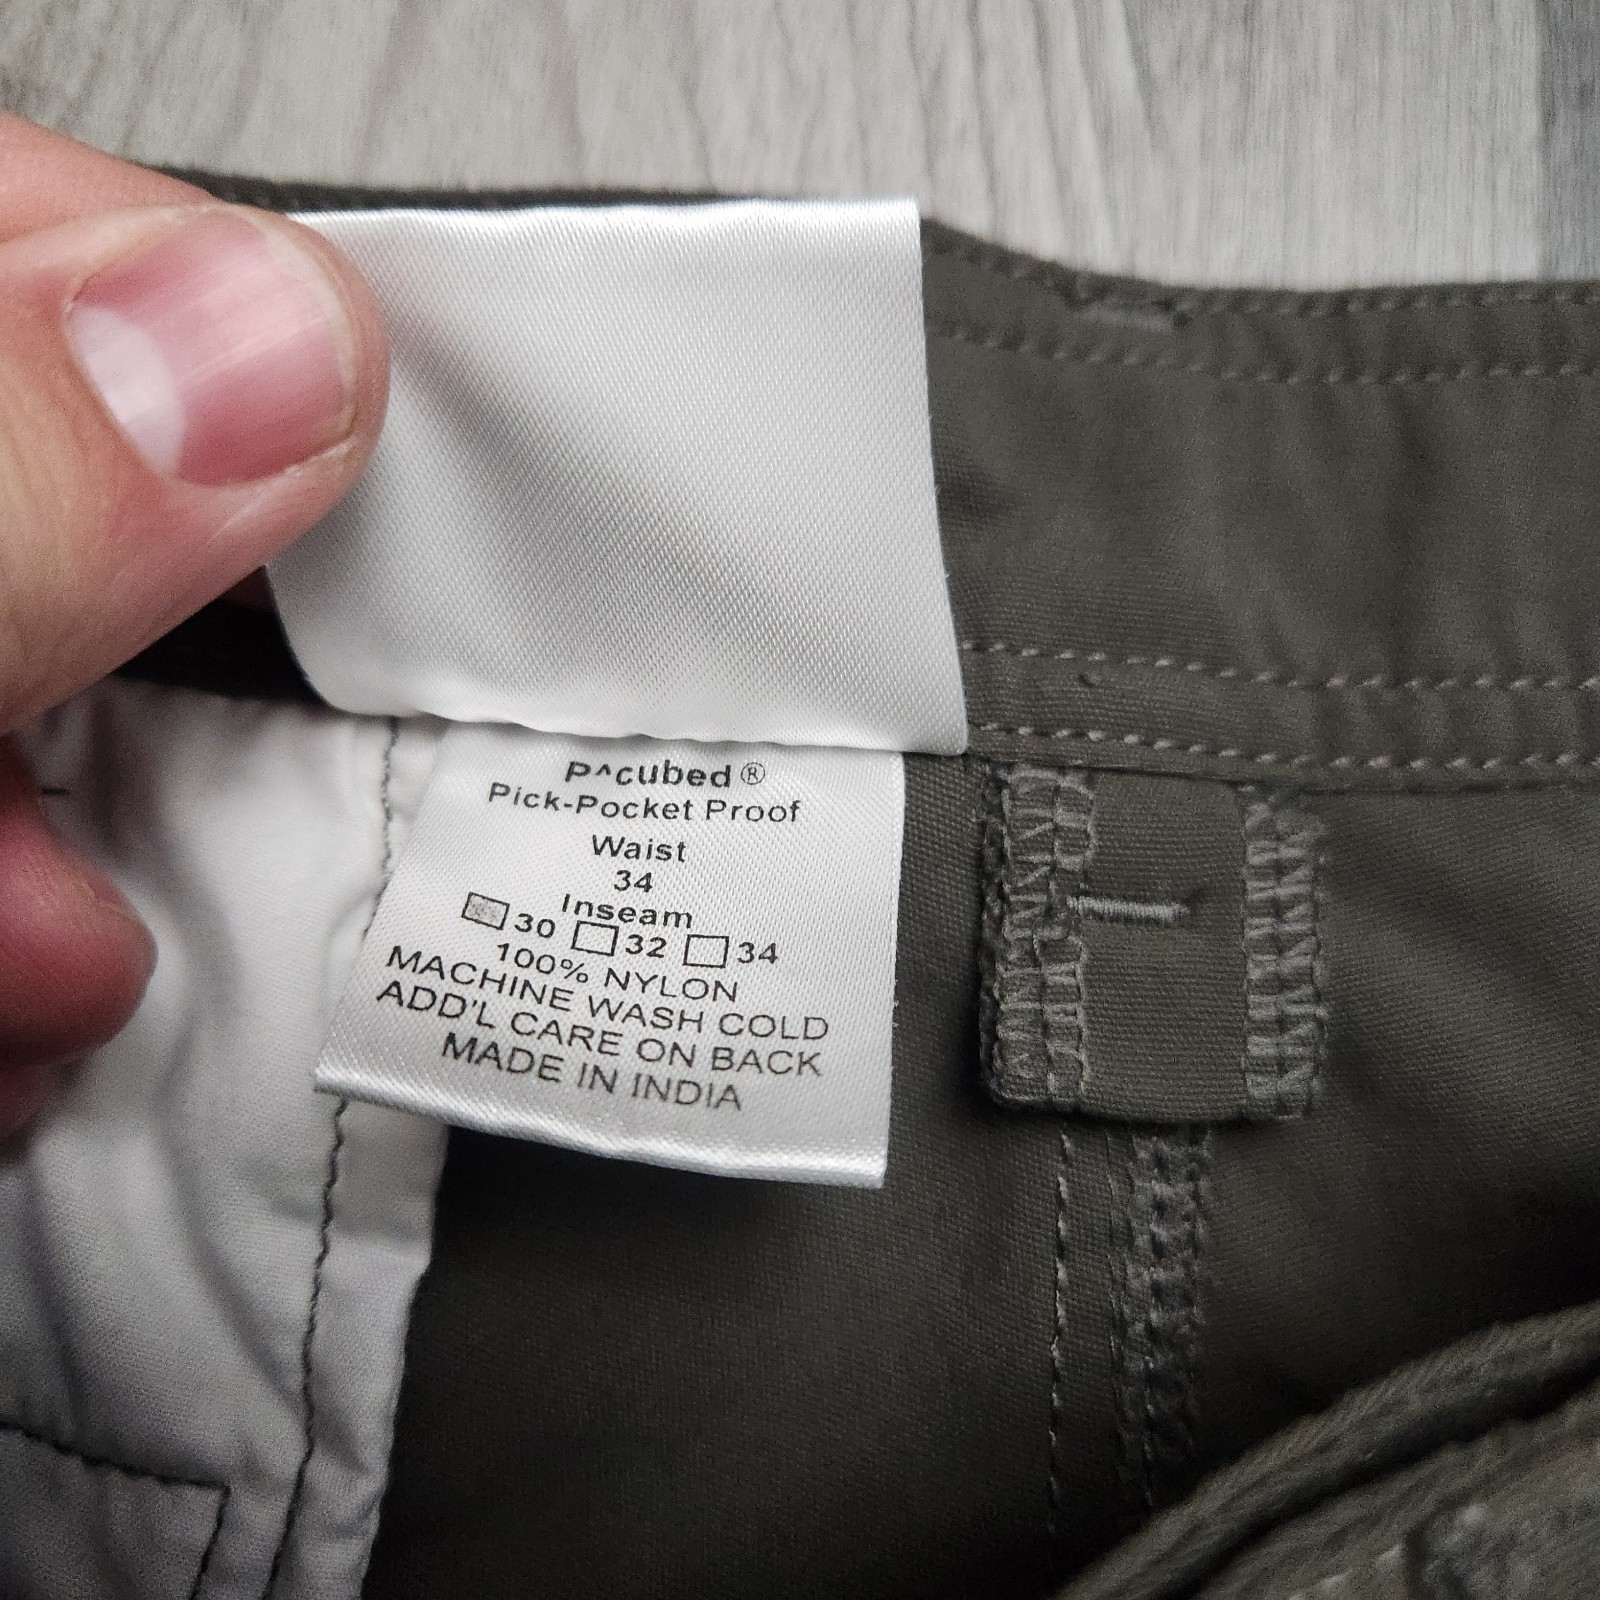 P^cubed®
Pick-Pocket Proof
Waist
34
Inseam
30 32 34
100% NYLON
MACHINE WASH COLD
ADD'L CARE ON BACK
MADE IN INDIA